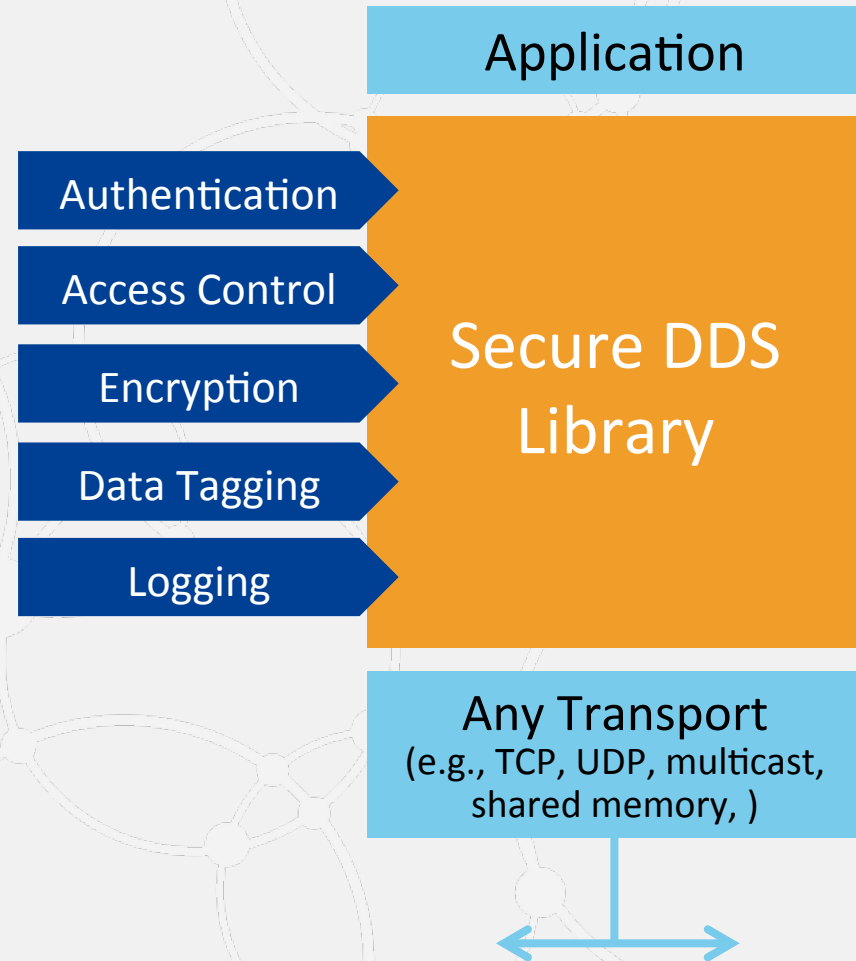 Application
Authentication
Access Control
Encryption
Data Tagging
Logging
Secure DDS
Library
Any Transport
(e.g., TCP, UDP, multicast,
shared memory, )